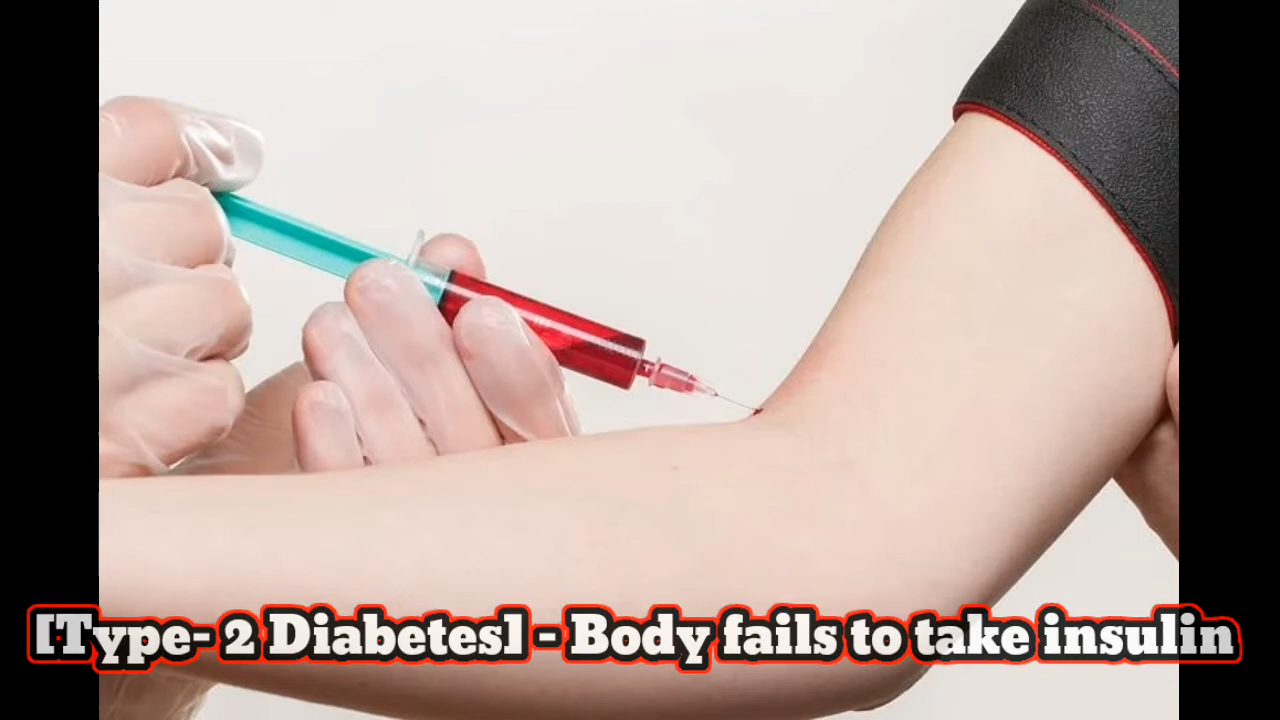 [Type- 2 Diabetes] - Body fails to take insulin